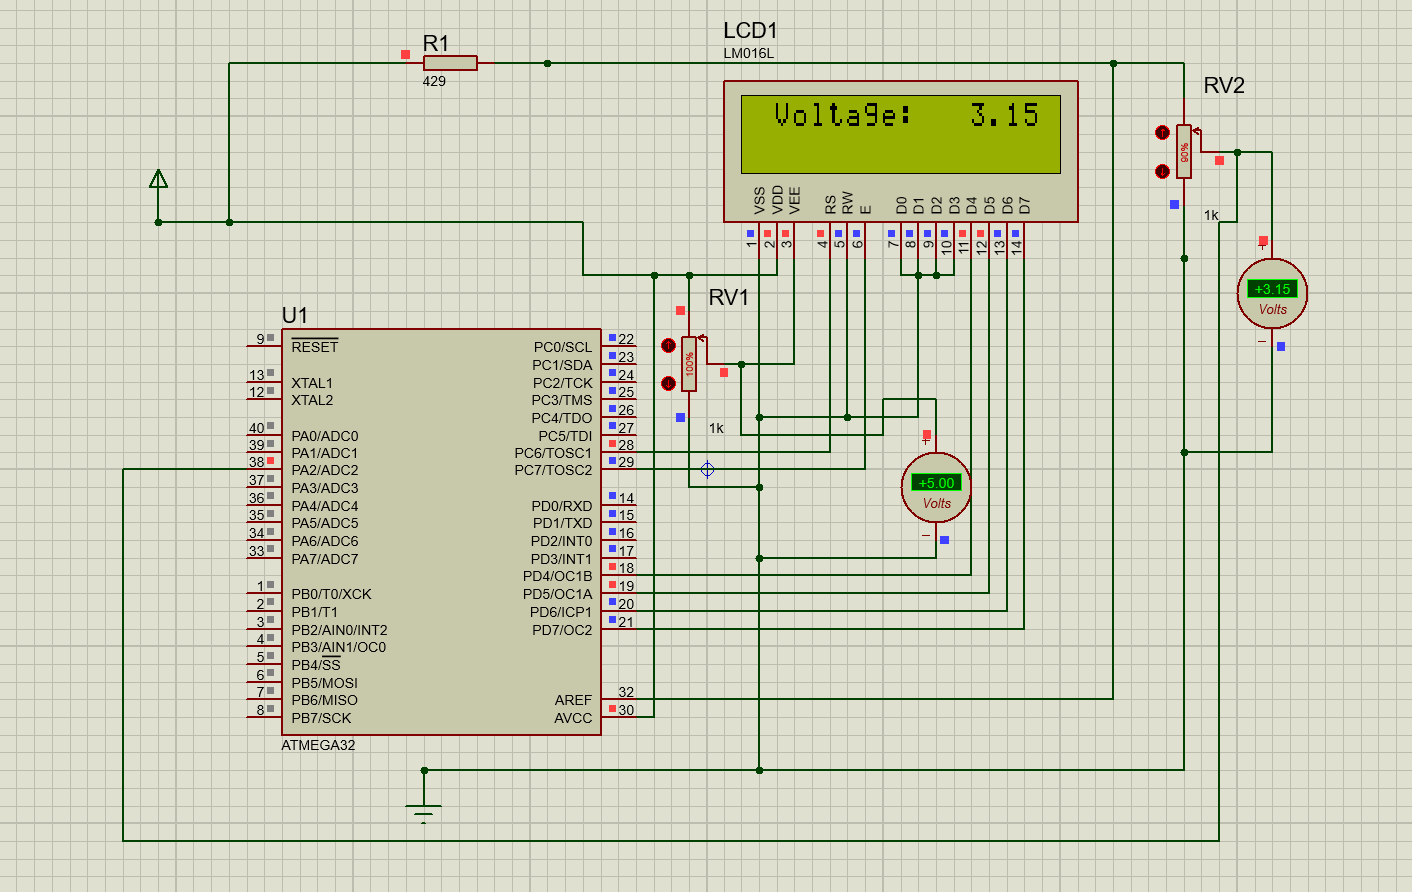 LCD1
LM016L
R1
429
Voltage: 3.15
VSS
VDD
VEE
RS
RW
E
D0
D1
D2
D3
D4
D5
D6
D7
1
2
3
4
5
6
7
8
9
10
11
12
13
14
RV2
90%
1k
+
+3.15
Volts
−
RV1
100%
1k
+
+5.00
Volts
−
U1
9 RESET
13 XTAL1
12 XTAL2
40 PA0/ADC0
39 PA1/ADC1
38 PA2/ADC2
37 PA3/ADC3
36 PA4/ADC4
35 PA5/ADC5
34 PA6/ADC6
33 PA7/ADC7
1 PB0/T0/XCK
2 PB1/T1
3 PB2/AIN0/INT2
4 PB3/AIN1/OC0
5 PB4/SS
6 PB5/MOSI
7 PB6/MISO
8 PB7/SCK
PC0/SCL 22
PC1/SDA 23
PC2/TCK 24
PC3/TMS 25
PC4/TDO 26
PC5/TDI 27
PC6/TOSC1 28
PC7/TOSC2 29
PD0/RXD 14
PD1/TXD 15
PD2/INT0 16
PD3/INT1 17
PD4/OC1B 18
PD5/OC1A 19
PD6/ICP1 20
PD7/OC2 21
AREF 32
AVCC 30
ATMEGA32